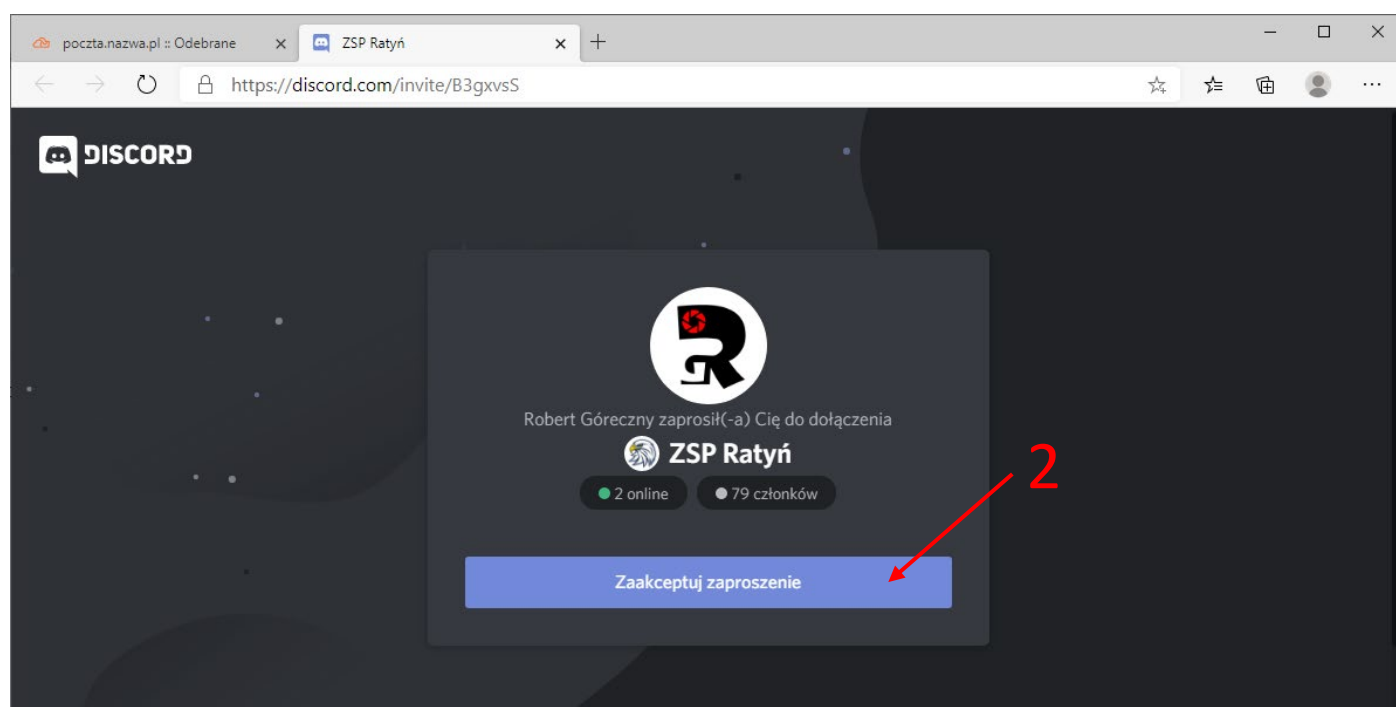 poczta.nazwa.pl :: Odebrane
ZSP Ratyń
https://discord.com/invite/B3gxvsS
DISCORD
Robert Góreczny zaprosił(-a) Cię do dołączenia
ZSP Ratyń
2 online
79 członków
2
Zaakceptuj zaproszenie